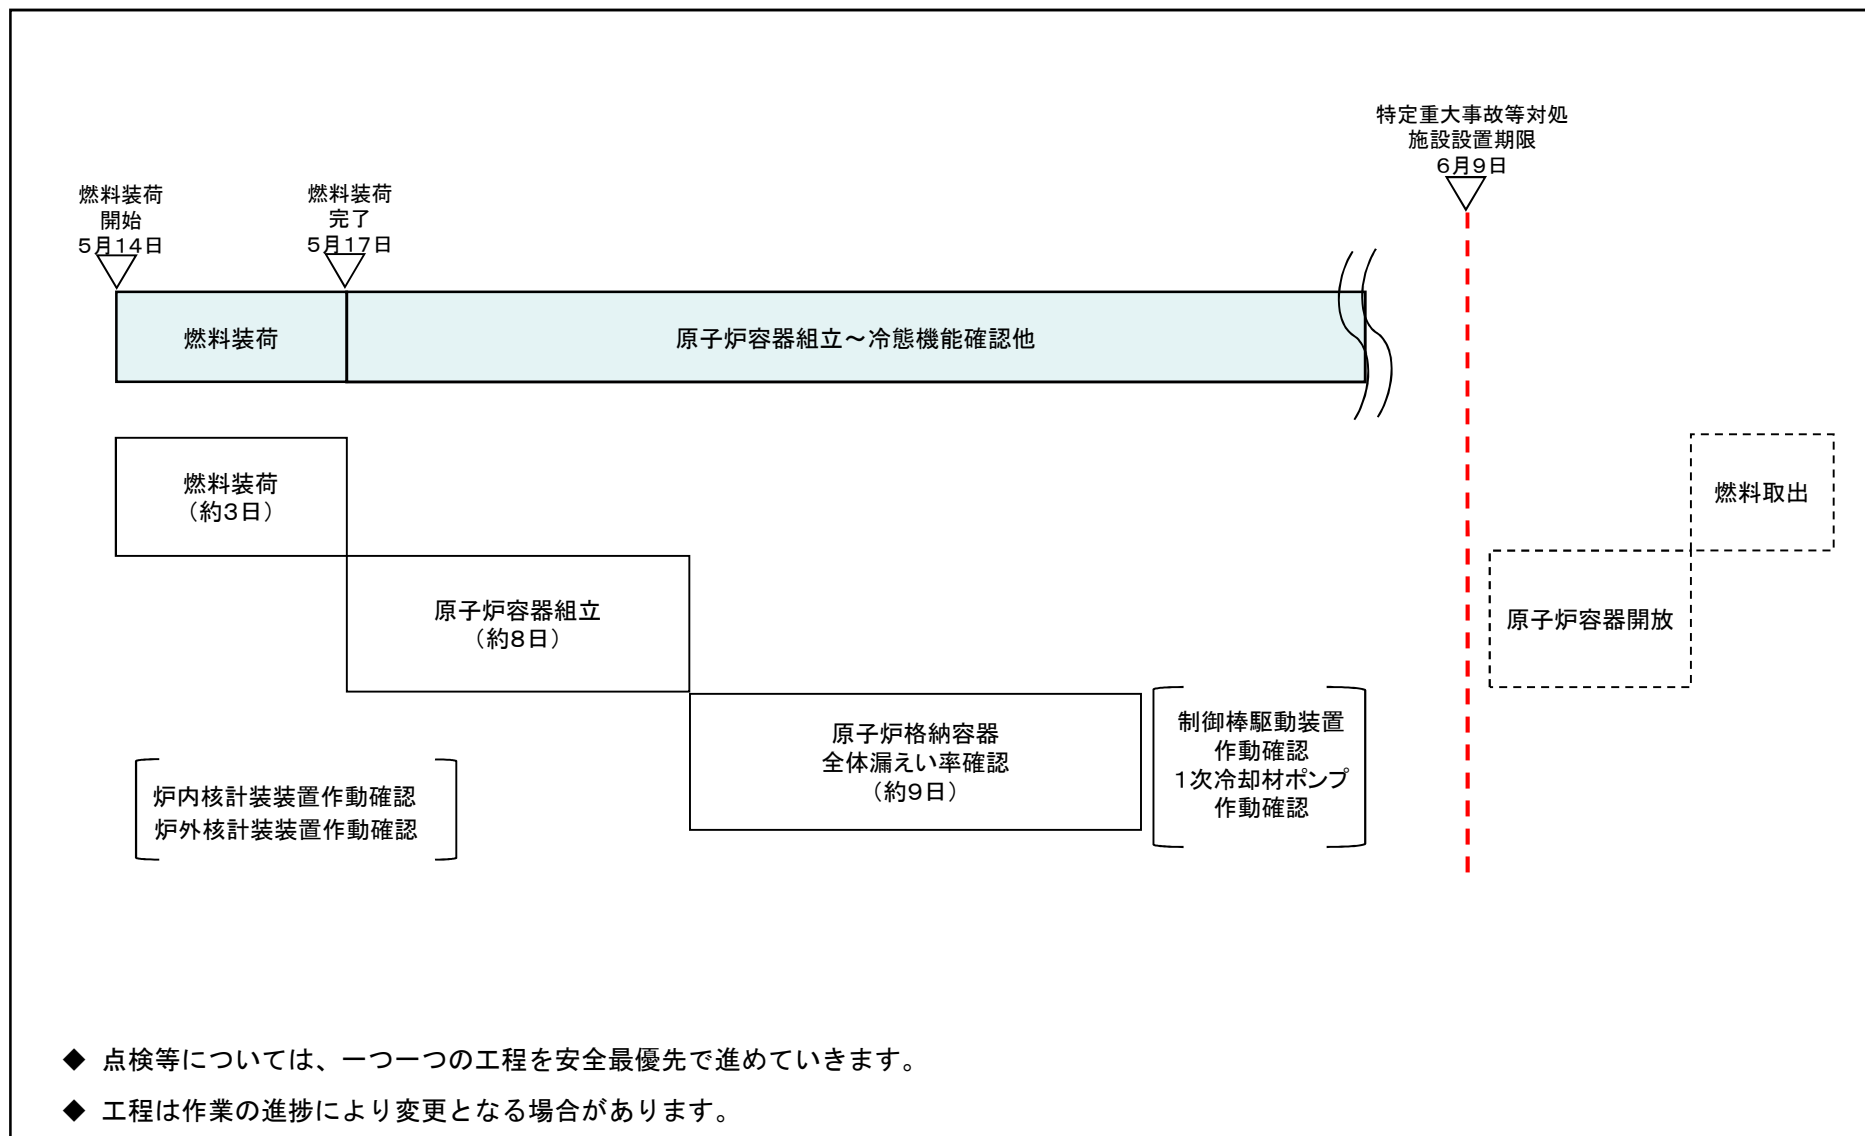 特定重大事故等対処
施設設置期限
6月9日
燃料装荷
開始
5月14日
燃料装荷
完了
5月17日
燃料装荷
原子炉容器組立～冷態機能確認他
燃料装荷
（約3日）
燃料取出
原子炉容器組立
（約8日）
原子炉容器開放
原子炉格納容器
全体漏えい率確認
（約9日）
制御棒駆動装置
作動確認
1次冷却材ポンプ
作動確認
炉内核計装装置作動確認
炉外核計装装置作動確認
◆ 点検等については、一つ一つの工程を安全最優先で進めていきます。
◆ 工程は作業の進捗により変更となる場合があります。